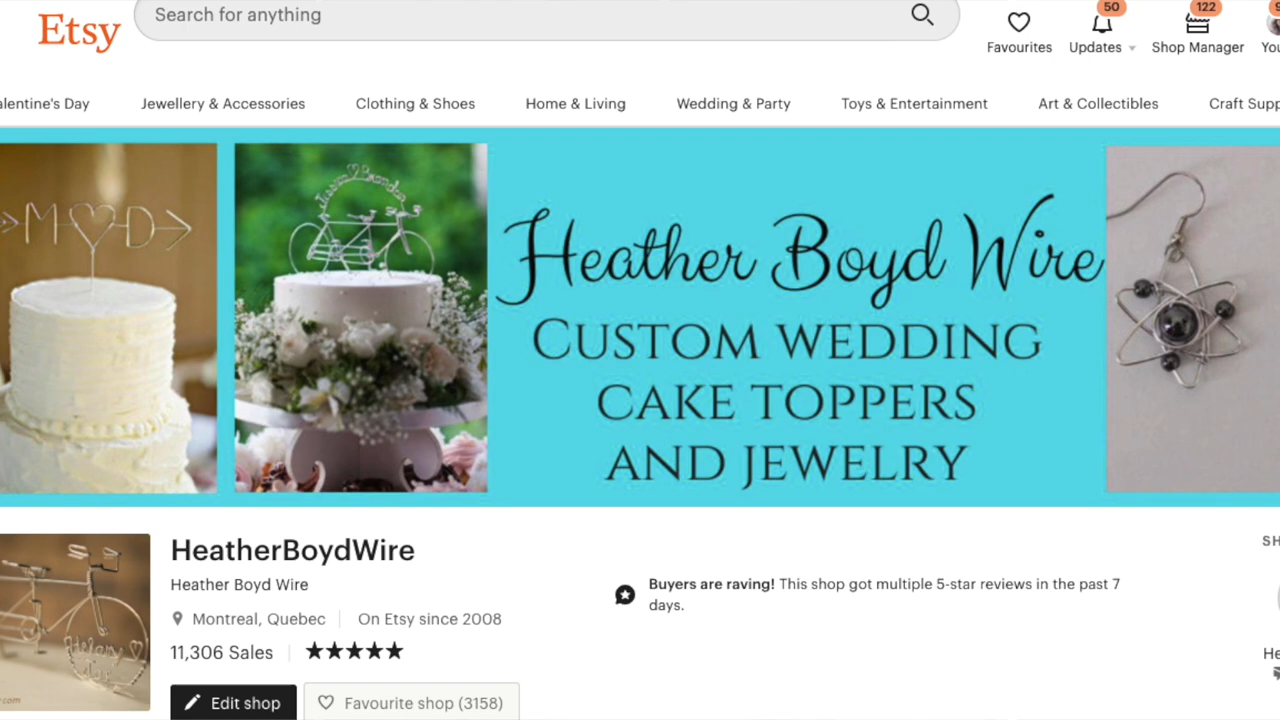 Etsy
Search for anything
50
122
Favourites
Updates
Shop Manager
alentine's Day
Jewellery & Accessories
Clothing & Shoes
Home & Living
Wedding & Party
Toys & Entertainment
Art & Collectibles
Craft Supp
M D
Heather Boyd Wire
CUSTOM WEDDING
CAKE TOPPERS
AND JEWELRY
HeatherBoydWire
Heather Boyd Wire
Montreal, Quebec
On Etsy since 2008
11,306 Sales
Edit shop
Favourite shop (3158)
Buyers are raving! This shop got multiple 5-star reviews in the past 7
days.